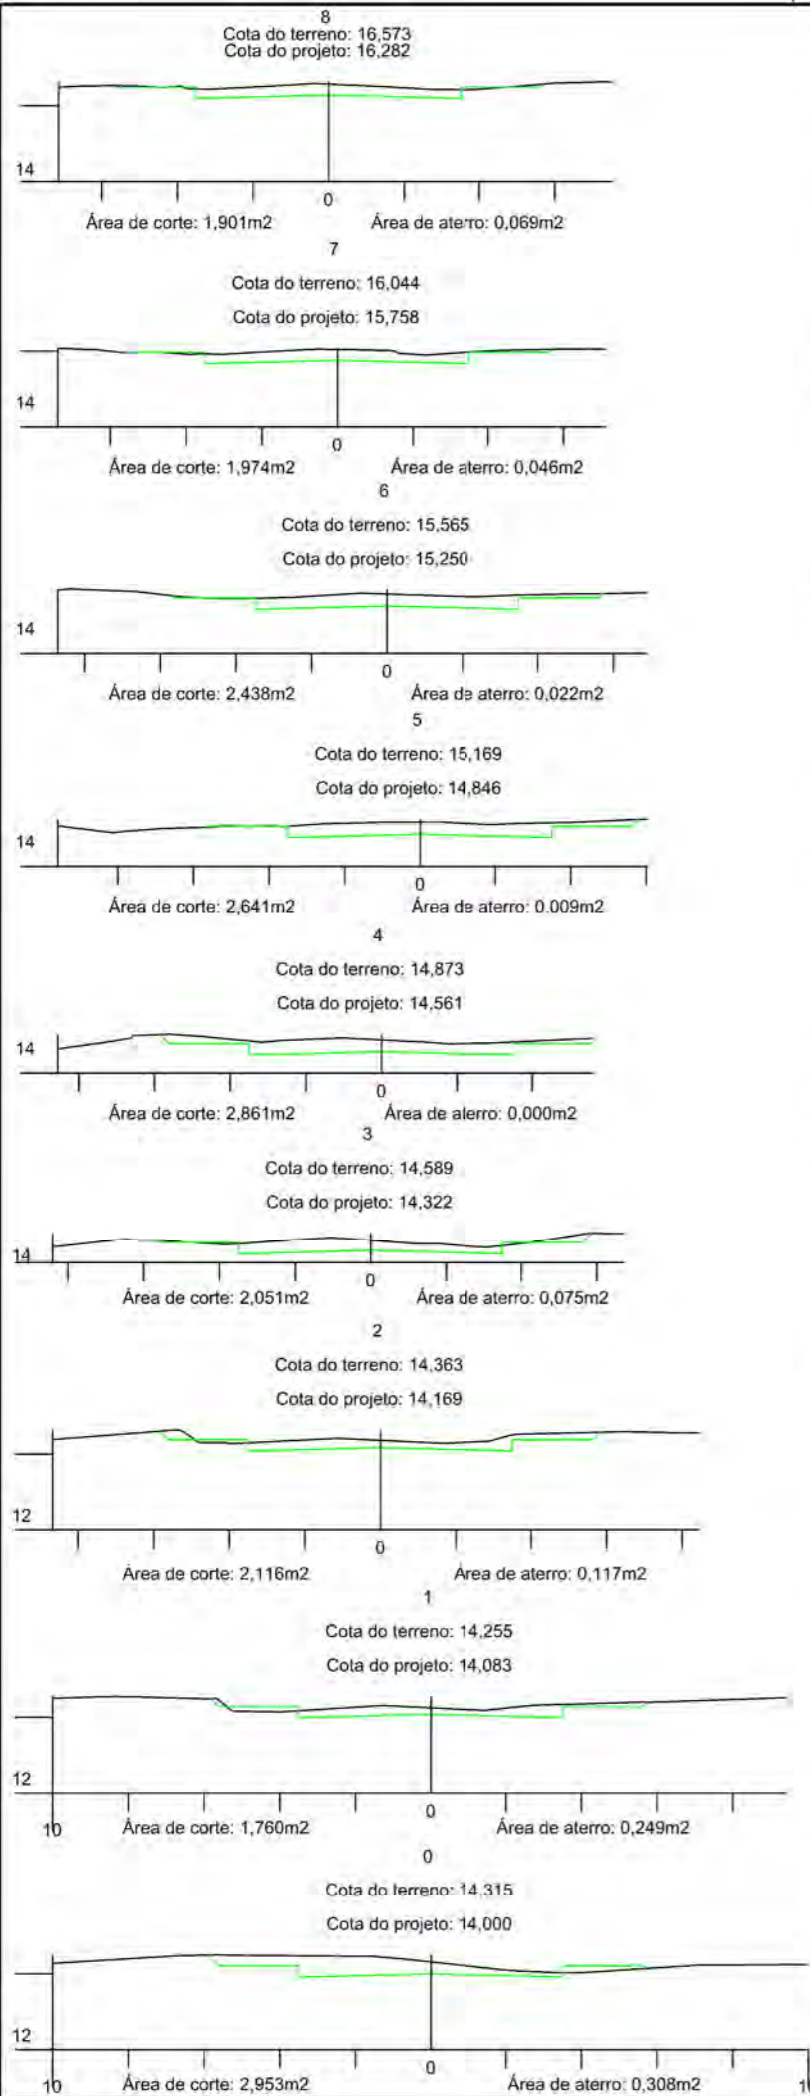 8
Cota do terreno: 16,573
Cota do projeto: 16,282
14
0
Área de corte: 1,901m2 Área de aterro: 0,069m2
7
Cota do terreno: 16,044
Cota do projeto: 15,758
14
0
Área de corte: 1,974m2 Área de aterro: 0,046m2
6
Cota do terreno: 15,565
Cota do projeto: 15,250
14
0
Área de corte: 2,438m2 Área de aterro: 0,022m2
5
Cota do terreno: 15,169
Cota do projeto: 14,846
14
0
Área de corte: 2,641m2 Área de aterro: 0.009m2
4
Cota do terreno: 14,873
Cota do projeto: 14,561
14
0
Área de corte: 2,861m2 Área de aterro: 0,000m2
3
Cota do terreno: 14,589
Cota do projeto: 14,322
14
0
Área de corte: 2,051m2 Área de aterro: 0,075m2
2
Cota do terreno: 14,363
Cota do projeto: 14,169
12
0
Área de corte: 2,116m2 Área de aterro: 0,117m2
1
Cota do terreno: 14,255
Cota do projeto: 14,083
12
10 0
Área de corte: 1,760m2 Área de aterro: 0,249m2
0
Cota do terreno: 14,315
Cota do projeto: 14,000
12
10 0
Área de corte: 2,953m2 Área de aterro: 0,308m2